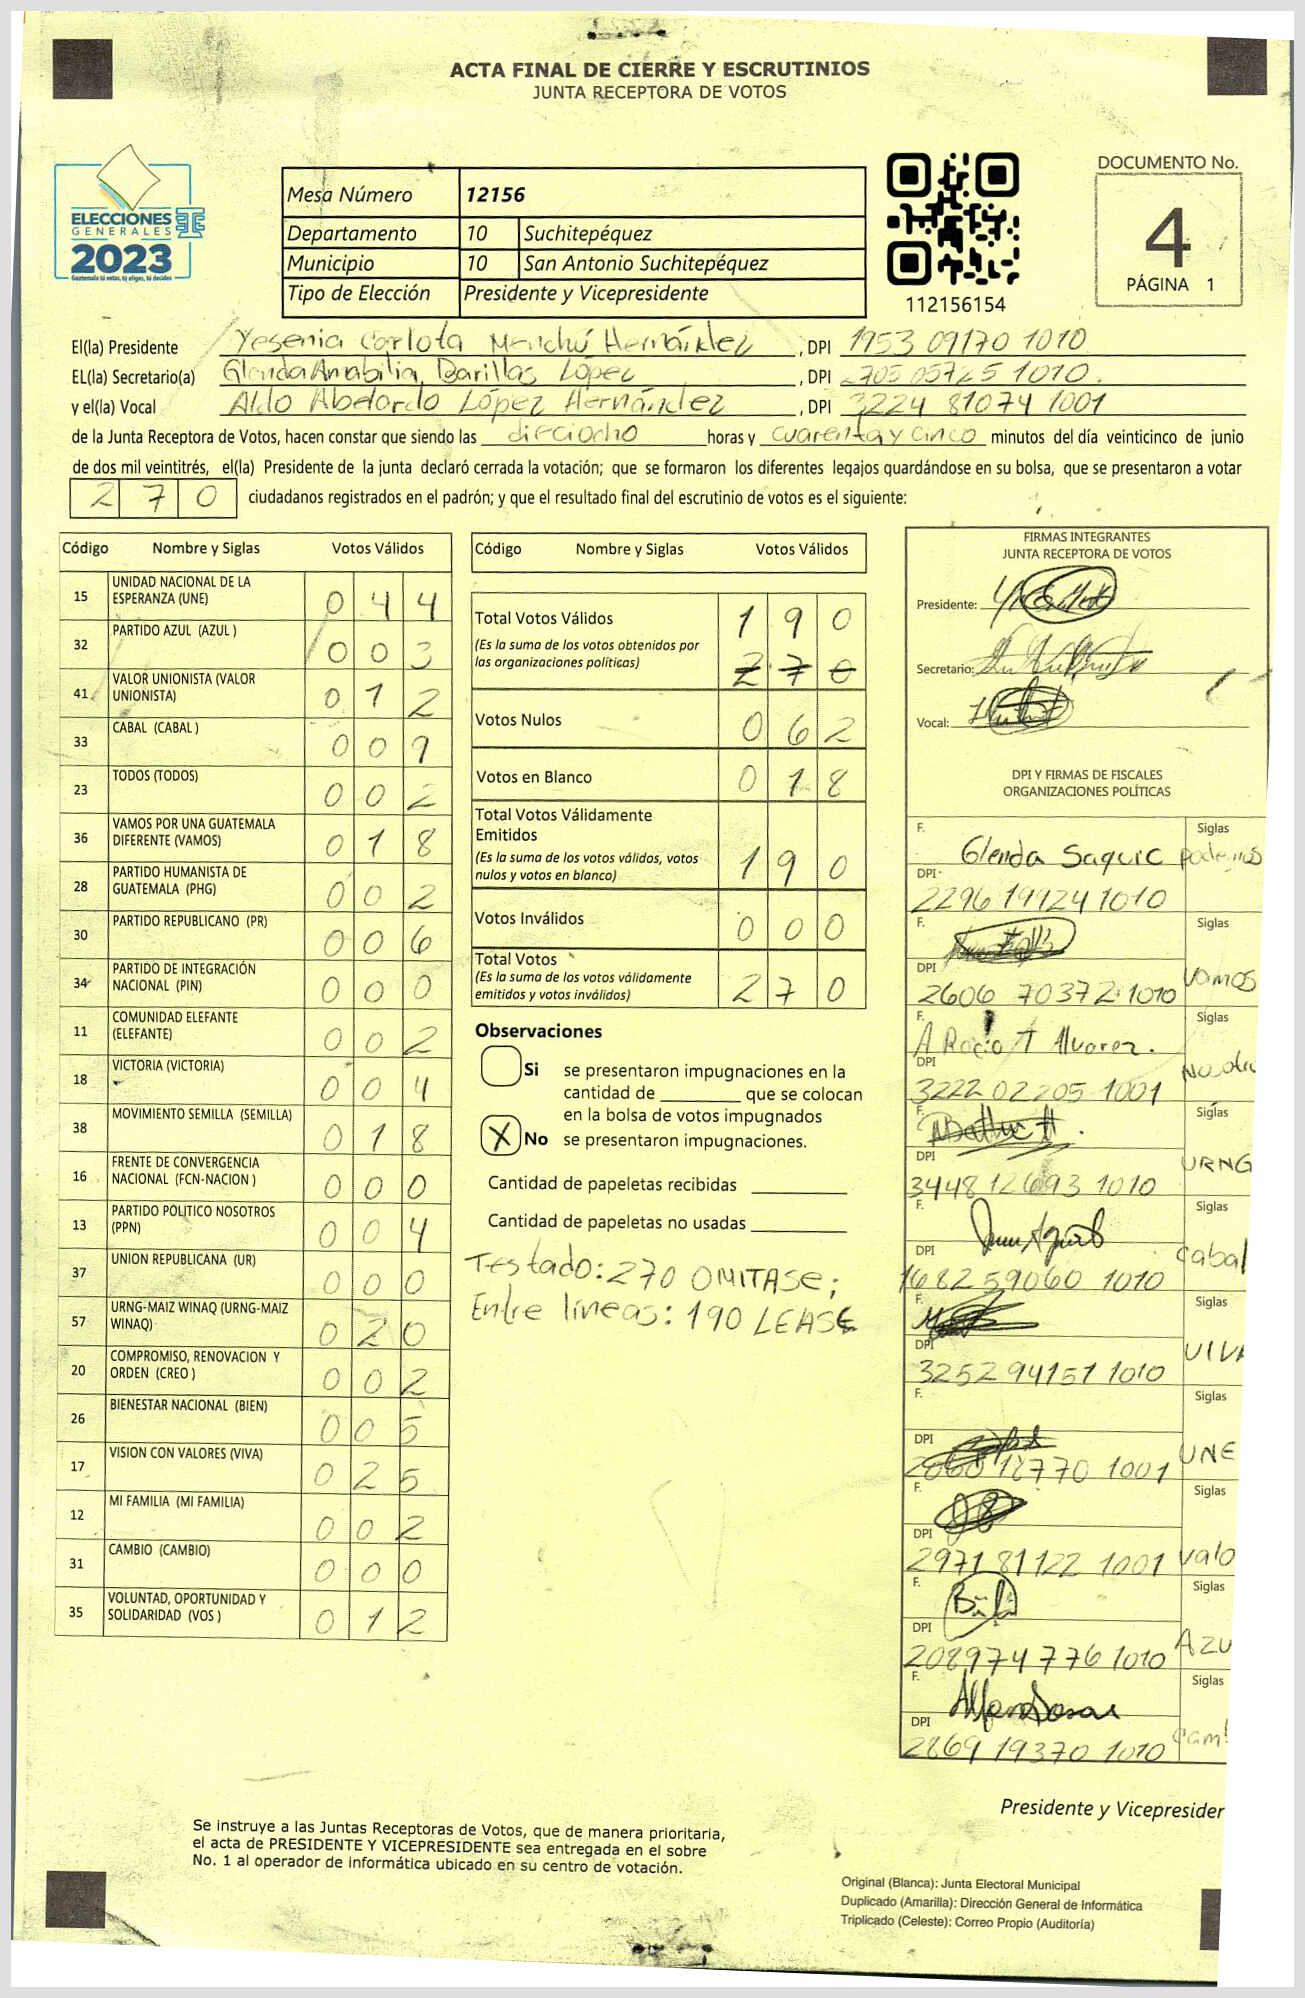 ACTA FINAL DE CIERRE Y ESCRUTINIOS
JUNTA RECEPTORA DE VOTOS
ELECCIONES
GENERALES
2023
Guatemala tú votas, tú eliges, tú decides
Mesa Número 12156
Departamento 10 Suchitepéquez
Municipio 10 San Antonio Suchitepéquez
Tipo de Elección Presidente y Vicepresidente
112156154
DOCUMENTO No.
4
PÁGINA 1
El(la) Presidente Yesenia Carlota Menchú Hernández, DPI 1953 09170 1010
EL(la) Secretario(a) Glenda Amabilia Barillas López, DPI 2705 05725 1010
y el(la) Vocal Aldo Abelardo López Hernández, DPI 3224 81074 1001
de la Junta Receptora de Votos, hacen constar que siendo las dieciocho horas y cuarenta y cinco minutos del día veinticinco de junio
de dos mil veintitrés, el(la) Presidente de la junta declaró cerrada la votación; que se formaron los diferentes legajos guardándose en su bolsa, que se presentaron a votar
270 ciudadanos registrados en el padrón; y que el resultado final del escrutinio de votos es el siguiente:
Código Nombre y Siglas Votos Válidos
15 UNIDAD NACIONAL DE LA ESPERANZA (UNE) 0 4 4
32 PARTIDO AZUL (AZUL ) 0 0 3
41 VALOR UNIONISTA (VALOR UNIONISTA) 0 1 2
33 CABAL (CABAL ) 0 0 9
23 TODOS (TODOS) 0 0 2
36 VAMOS POR UNA GUATEMALA DIFERENTE (VAMOS) 0 1 8
28 PARTIDO HUMANISTA DE GUATEMALA (PHG) 0 0 2
30 PARTIDO REPUBLICANO (PR) 0 0 6
34 PARTIDO DE INTEGRACIÓN NACIONAL (PIN) 0 0 0
11 COMUNIDAD ELEFANTE (ELEFANTE) 0 0 2
18 VICTORIA (VICTORIA) 0 0 4
38 MOVIMIENTO SEMILLA (SEMILLA) 0 1 8
16 FRENTE DE CONVERGENCIA NACIONAL (FCN-NACION ) 0 0 0
13 PARTIDO POLITICO NOSOTROS (PPN) 0 0 4
37 UNION REPUBLICANA (UR) 0 0 0
57 URNG-MAIZ WINAQ (URNG-MAIZ WINAQ) 0 2 0
20 COMPROMISO, RENOVACION Y ORDEN (CREO ) 0 0 2
26 BIENESTAR NACIONAL (BIEN) 0 0 5
17 VISION CON VALORES (VIVA) 0 2 5
12 MI FAMILIA (MI FAMILIA) 0 0 2
31 CAMBIO (CAMBIO) 0 0 0
35 VOLUNTAD, OPORTUNIDAD Y SOLIDARIDAD (VOS ) 0 1 2
Código Nombre y Siglas Votos Válidos
Total Votos Válidos 1 9 0
(Es la suma de los votos obtenidos por
las organizaciones políticas) 2 7 0
Votos Nulos 0 6 2
Votos en Blanco 0 1 8
Total Votos Válidamente
Emitidos
(Es la suma de los votos válidos, votos
nulos y votos en blanco) 1 9 0
Votos Inválidos 0 0 0
Total Votos
(Es la suma de los votos válidamente
emitidos y votos inválidos) 2 7 0
Observaciones
Si se presentaron impugnaciones en la
cantidad de ________ que se colocan
en la bolsa de votos impugnados
X No se presentaron impugnaciones.
Cantidad de papeletas recibidas
Cantidad de papeletas no usadas
Testado: 270 OMITASE;
Entre líneas: 190 LEASE
FIRMAS INTEGRANTES
JUNTA RECEPTORA DE VOTOS
Presidente:
Secretario:
Vocal:
DPI Y FIRMAS DE FISCALES
ORGANIZACIONES POLÍTICAS
F. Glenda Saquic Siglas podemos
DPI 2296 19924 1010
F. Siglas vamos
DPI 2606 70372 1010
F. A Rocio T Alvarez. Siglas
DPI 3222 02205 1001
F. Siglas URNG
DPI 3448 12693 1010
F. Siglas cabal
DPI 1682 59060 1010
F. Siglas VIVA
DPI 3252 94151 1010
F. Siglas UNE
DPI 2060 12770 1001
F. Siglas valo
DPI 2971 81122 1001
F. Siglas Azu
DPI 2089 74776 1010
F. Siglas cam
DPI 2869 19370 1010
Presidente y Vicepresiden
Se instruye a las Juntas Receptoras de Votos, que de manera prioritaria,
el acta de PRESIDENTE Y VICEPRESIDENTE sea entregada en el sobre
No. 1 al operador de informática ubicado en su centro de votación.
Original (Blanca): Junta Electoral Municipal
Duplicado (Amarilla): Dirección General de Informática
Triplicado (Celeste): Correo Propio (Auditoría)